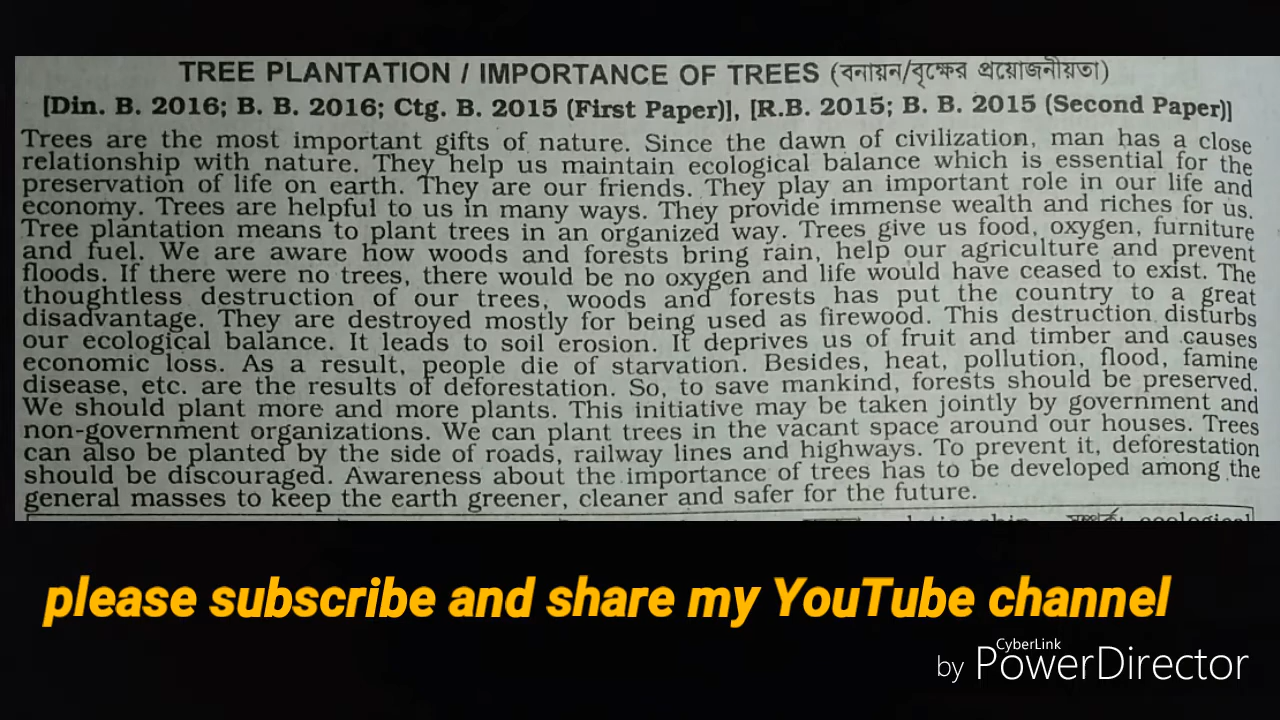 TREE PLANTATION / IMPORTANCE OF TREES (বনায়ন/বৃক্ষের প্রয়োজনীয়তা)
[Din. B. 2016; B. B. 2016; Ctg. B. 2015 (First Paper)], [R.B. 2015; B. B. 2015 (Second Paper)]
Trees are the most important gifts of nature. Since the dawn of civilization, man has a close
relationship with nature. They help us maintain ecological balance which is essential for the
preservation of life on earth. They are our friends. They play an important role in our life and
economy. Trees are helpful to us in many ways. They provide immense wealth and riches for us.
Tree plantation means to plant trees in an organized way. Trees give us food, oxygen, furniture
and fuel. We are aware how woods and forests bring rain, help our agriculture and prevent
floods. If there were no trees, there would be no oxygen and life would have ceased to exist. The
thoughtless destruction of our trees, woods and forests has put the country to a great
disadvantage. They are destroyed mostly for being used as firewood. This destruction disturbs
our ecological balance. It leads to soil erosion. It deprives us of fruit and timber and causes
economic loss. As a result, people die of starvation. Besides, heat, pollution, flood, famine
disease, etc. are the results of deforestation. So, to save mankind, forests should be preserved.
We should plant more and more plants. This initiative may be taken jointly by government and
non-government organizations. We can plant trees in the vacant space around our houses. Trees
can also be planted by the side of roads, railway lines and highways. To prevent it, deforestation
should be discouraged. Awareness about the importance of trees has to be developed among the
general masses to keep the earth greener, cleaner and safer for the future.
সম্পর্ক; ecological
please subscribe and share my YouTube channel
CyberLink
by PowerDirector